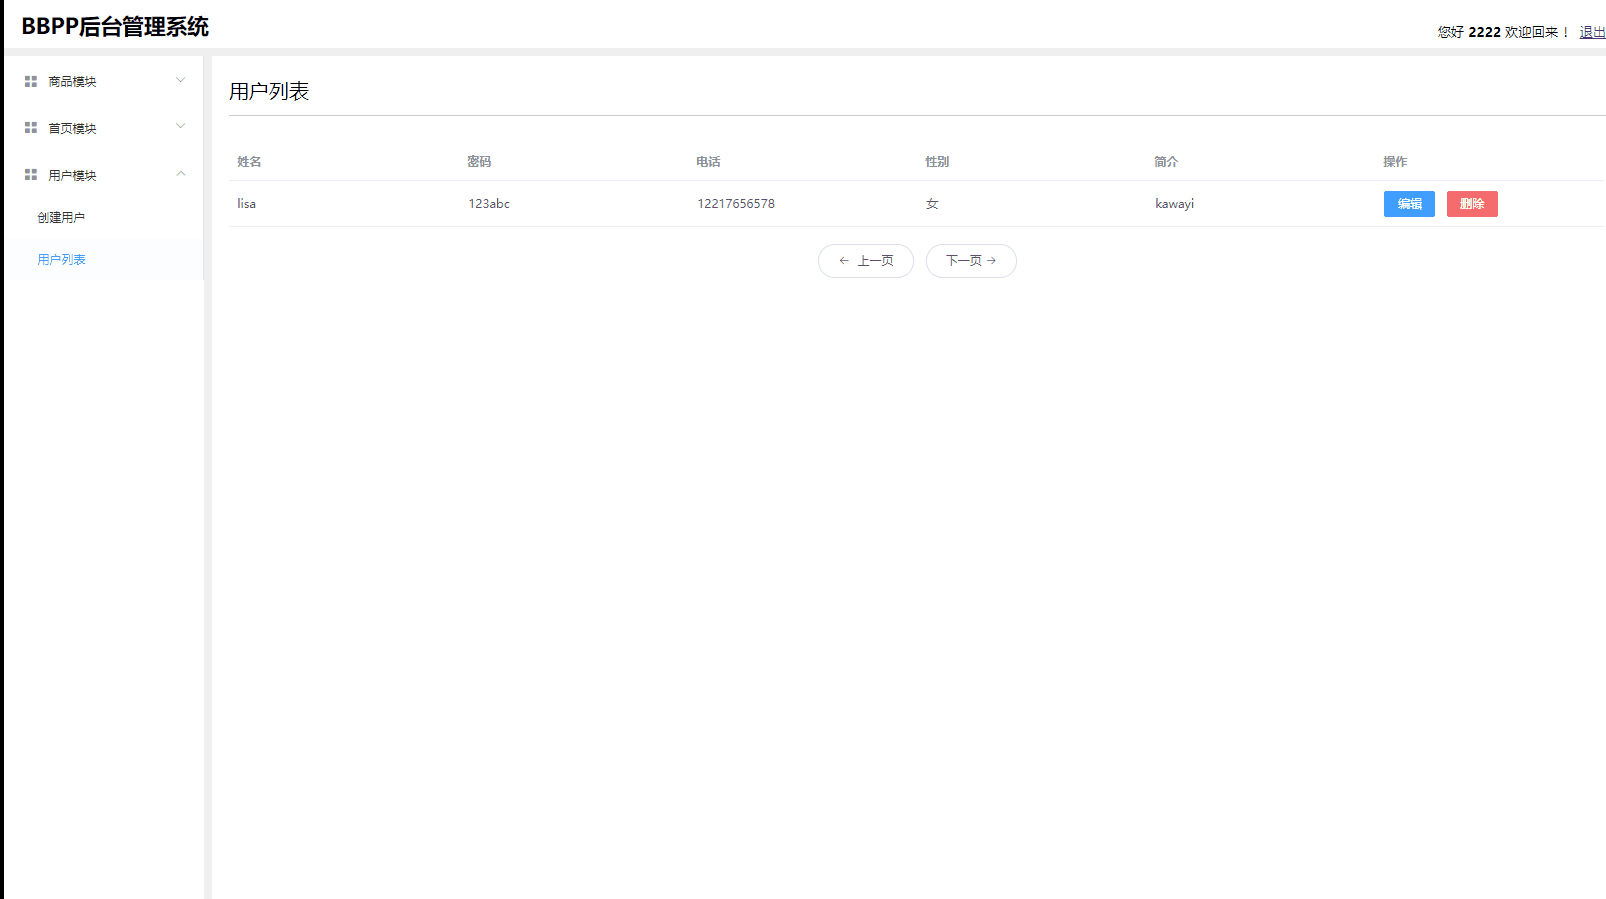 BBPP后台管理系统
您好 2222 欢迎回来！ 退出
商品模块
首页模块
用户模块
创建用户
用户列表
用户列表
姓名 密码 电话 性别 简介 操作
lisa 123abc 12217656578 女 kawayi 编辑 删除
← 上一页 下一页 →